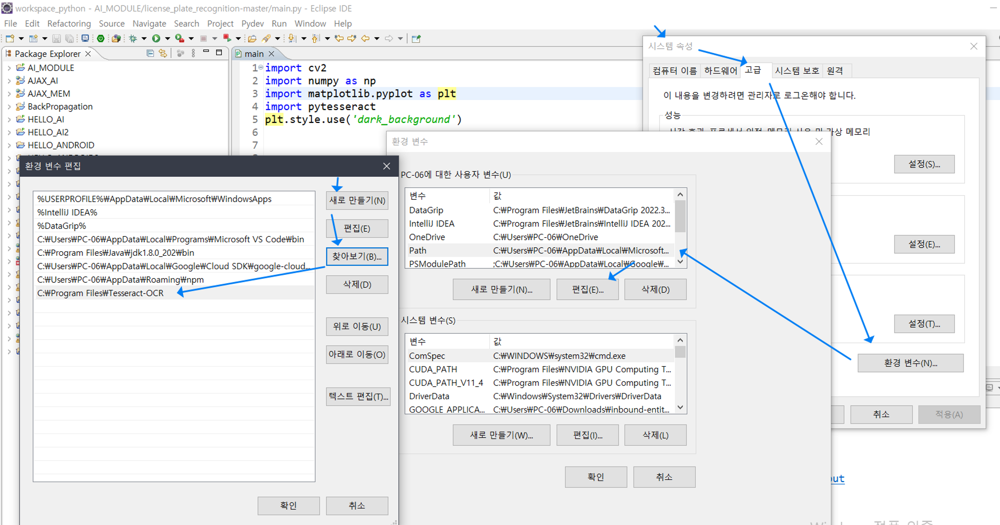 workspace_python - AI_MODULE/license_plate_recognition-master/main.py - Eclipse IDE
File Edit Refactoring Source Navigate Search Project Pydev Run Window Help
Package Explorer
AI_MODULE
AJAX_AI
AJAX_MEM
BackPropagation
HELLO_AI
HELLO_AI2
HELLO_ANDROID
main
1 import cv2
2 import numpy as np
3 import matplotlib.pyplot as plt
4 import pytesseract
5 plt.style.use('dark_background')
6
7
시스템 속성
컴퓨터 이름 하드웨어 고급 시스템 보호 원격
이 내용을 변경하려면 관리자로 로그온해야 합니다.
성능
가상 메모리
설정(S)...
설정(E)...
설정(T)...
환경 변수(N)...
취소 적용(A)
환경 변수
PC-06에 대한 사용자 변수(U)
변수 값
DataGrip C:₩Program Files₩JetBrains₩DataGrip 2022.3...
IntelliJ IDEA C:₩Program Files₩JetBrains₩IntelliJ IDEA 202...
OneDrive C:₩Users₩PC-06₩OneDrive
Path C:₩Users₩PC-06₩AppData₩Local₩Microsoft...
PSModulePath ;C:₩Users₩PC-06₩AppData₩Local₩Google₩...
새로 만들기(N)... 편집(E)... 삭제(D)
시스템 변수(S)
변수 값
ComSpec C:₩WINDOWS₩system32₩cmd.exe
CUDA_PATH C:₩Program Files₩NVIDIA GPU Computing T...
CUDA_PATH_V11_4 C:₩Program Files₩NVIDIA GPU Computing T...
DriverData C:₩Windows₩System32₩Drivers₩DriverData
GOOGLE_APPLICA... C:₩Users₩PC-06₩Downloads₩inbound-entit...
새로 만들기(W)... 편집(I)... 삭제(L)
확인 취소
환경 변수 편집
%USERPROFILE%₩AppData₩Local₩Microsoft₩WindowsApps
%IntelliJ IDEA%
%DataGrip%
C:₩Users₩PC-06₩AppData₩Local₩Programs₩Microsoft VS Code₩bin
C:₩Program Files₩Java₩jdk1.8.0_202₩bin
C:₩Users₩PC-06₩AppData₩Local₩Google₩Cloud SDK₩google-cloud...
C:₩Users₩PC-06₩AppData₩Roaming₩npm
C:₩Program Files₩Tesseract-OCR
새로 만들기(N)
편집(E)
찾아보기(B)...
삭제(D)
위로 이동(U)
아래로 이동(O)
텍스트 편집(T)...
확인 취소